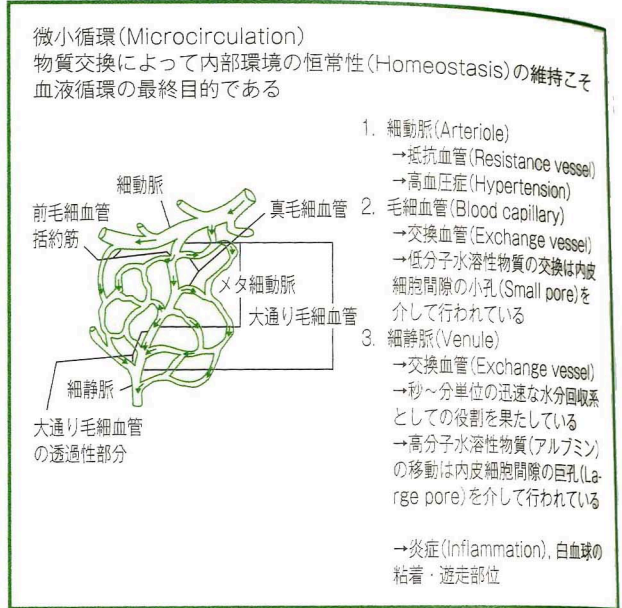 微小循環(Microcirculation)
物質交換によって内部環境の恒常性(Homeostasis)の維持こそ
血液循環の最終目的である
細動脈
前毛細血管
括約筋
真毛細血管
メタ細動脈
大通り毛細血管
細静脈
大通り毛細血管
の透過性部分
1. 細動脈(Arteriole)
→抵抗血管(Resistance vessel)
→高血圧症(Hypertension)
2. 毛細血管(Blood capillary)
→交換血管(Exchange vessel)
→低分子水溶性物質の交換は内皮
細胞間隙の小孔(Small pore)を
介して行われている
3. 細静脈(Venule)
→交換血管(Exchange vessel)
→秒～分単位の迅速な水分回収系
としての役割を果たしている
→高分子水溶性物質(アルブミン)
の移動は内皮細胞間隙の巨孔(La-
rge pore)を介して行われている
→炎症(Inflammation), 白血球の
粘着・遊走部位